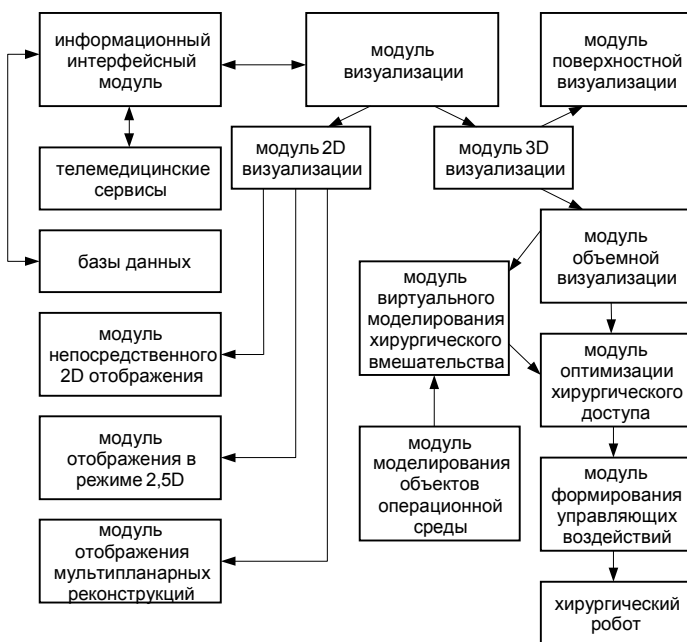 информационный
интерфейсный
модуль
модуль
визуализации
модуль
поверхностной
визуализации
модуль 2D
визуализации
модуль 3D
визуализации
телемедицинские
сервисы
базы данных
модуль
объемной
визуализации
модуль
виртуального
моделирования
хирургического
вмешательства
модуль
непосредственного
2D отображения
модуль
оптимизации
хирургического
доступа
модуль
отображения в
режиме 2,5D
модуль
моделирования
объектов
операционной
среды
модуль
формирования
управляющих
воздействий
модуль
отображения
мультипланарных
реконструкций
хирургический
робот